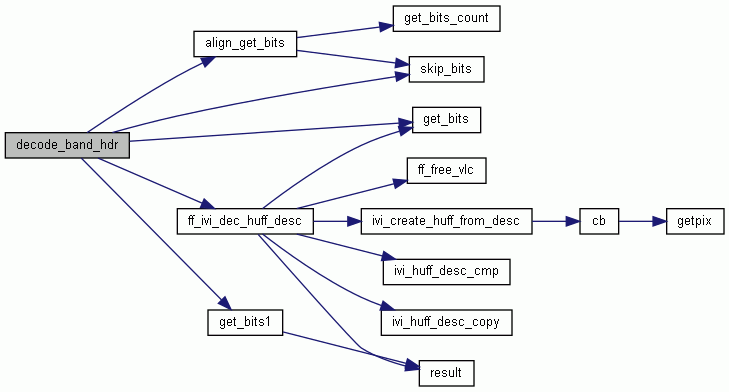 get_bits_count
align_get_bits
skip_bits
get_bits
decode_band_hdr
ff_free_vlc
ff_ivi_dec_huff_desc
ivi_create_huff_from_desc
cb
getpix
ivi_huff_desc_cmp
get_bits1
ivi_huff_desc_copy
result